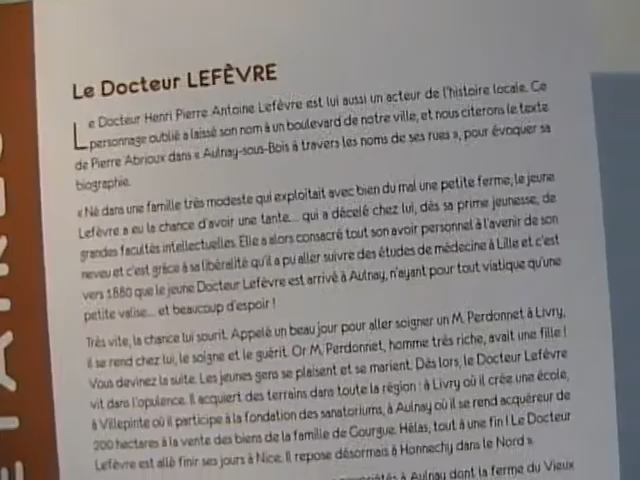 Le Docteur LEFÈVRE
Le Docteur Henri Pierre Antoine Lefèvre est lui aussi un acteur de l'histoire locale. Ce
personnage oublié a laissé son nom à un boulevard de notre ville, et nous citerons le texte
de Pierre Abrioux dans « Aulnay-sous-Bois à travers les noms de ses rues », pour évoquer sa
biographie.
« Né dans une famille très modeste qui exploitait avec bien du mal une petite ferme, le jeune
Lefèvre a eu la chance d'avoir une tante... qui a décelé chez lui, dès sa prime jeunesse, de
grandes facultés intellectuelles. Elle a alors consacré tout son avoir personnel à l'avenir de son
neveu et c'est grâce à sa libéralité qu'il a pu aller suivre des études de médecine à Lille et c'est
vers 1880 que le jeune Docteur Lefèvre est arrivé à Aulnay, n'ayant pour tout viatique qu'une
petite valise... et beaucoup d'espoir !
Très vite, la chance lui sourit. Appelé un beau jour pour aller soigner un M. Perdonnet à Livry,
il se rend chez lui, le soigne et le guérit. Or M. Perdonnet, homme très riche, avait une fille !
Vous devinez la suite. Les jeunes gens se plaisent et se marient. Dès lors, le Docteur Lefèvre
vit dans l'opulence. Il acquiert des terrains dans toute la région : à Livry où il crée une école,
à Villepinte où il participe à la fondation des sanatoriums, à Aulnay où il se rend acquéreur de
200 hectares à la vente des biens de la famille de Gourgue. Hélas, tout à une fin ! Le Docteur
Lefèvre est allé finir ses jours à Nice. Il repose désormais à Honnechy dans le Nord ».
à Aulnay dont la ferme du Vieux